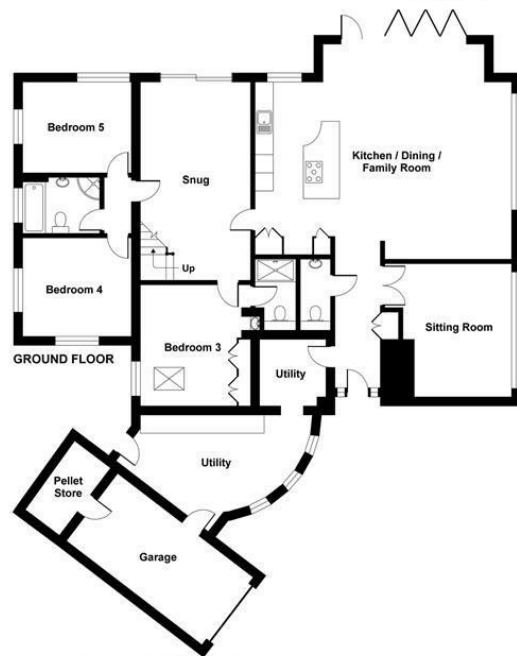 Bedroom 5
Snug
Kitchen / Dining /
Family Room
Bedroom 4
Up
GROUND FLOOR
Bedroom 3
Sitting Room
Utility
Utility
Pellet
Store
Garage